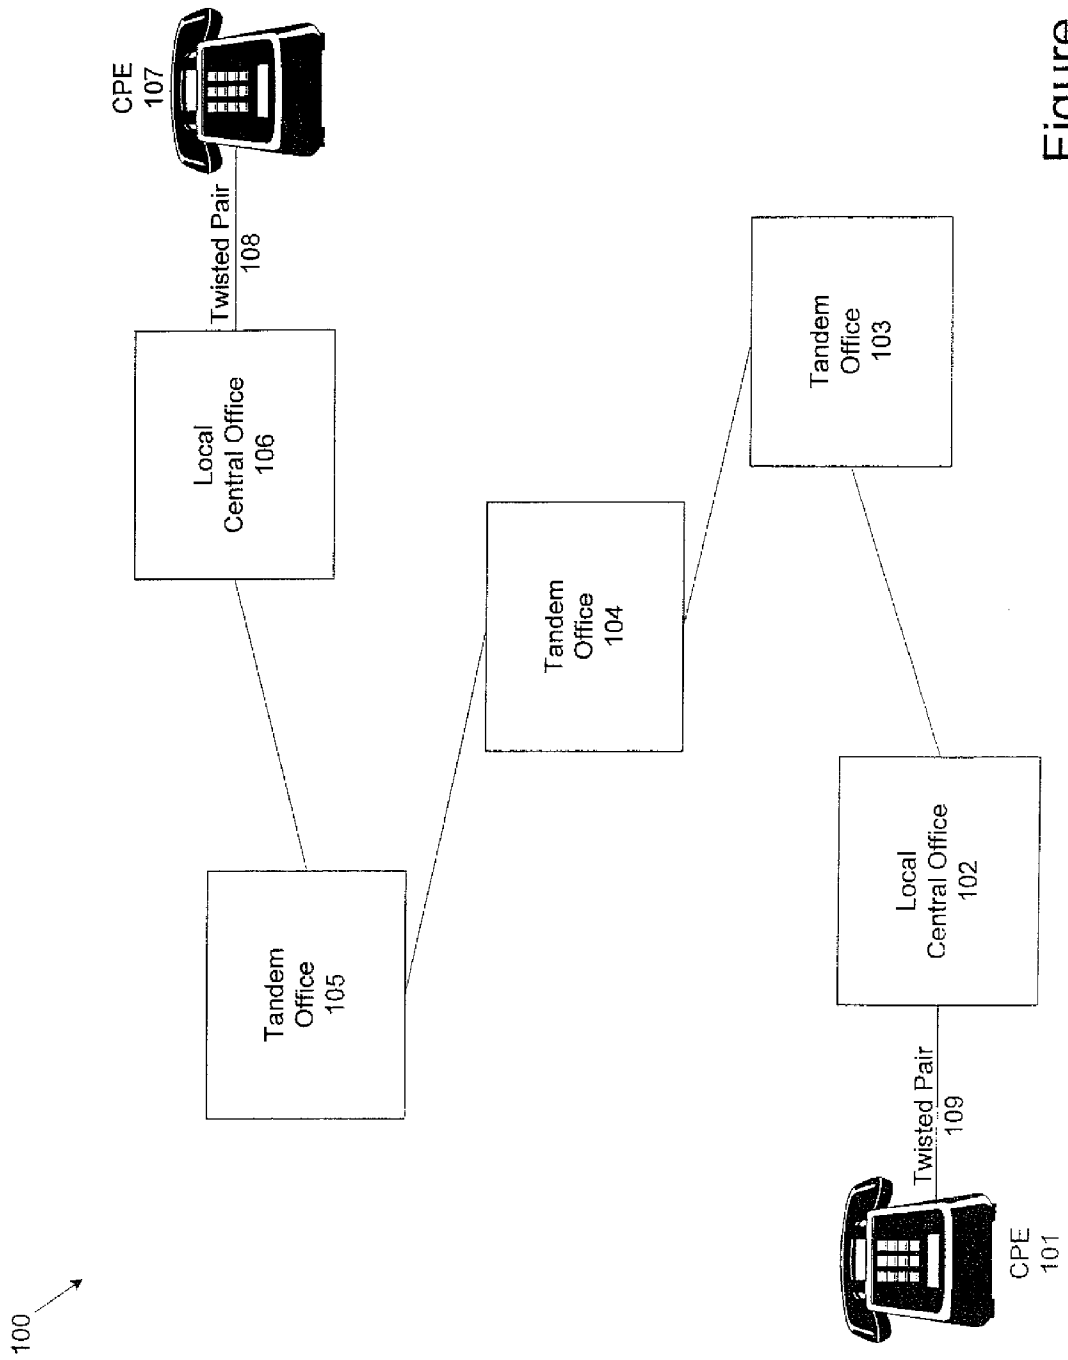 100
CPE
107
Local
Central Office
106
Twisted Pair
108
Tandem
Office
105
Tandem
Office
104
Tandem
Office
103
Local
Central Office
102
Twisted Pair
109
CPE
101
Figure